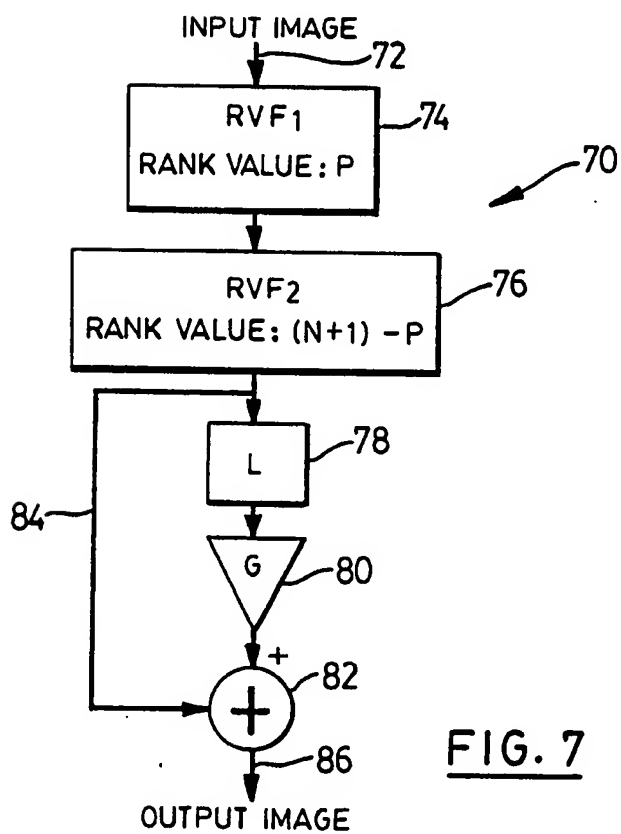 INPUT IMAGE
72
RVF1
RANK VALUE: P
74
70
RVF2
RANK VALUE: (N+1) - P
76
L
78
84
G
80
+
82
+
86
FIG. 7
OUTPUT IMAGE